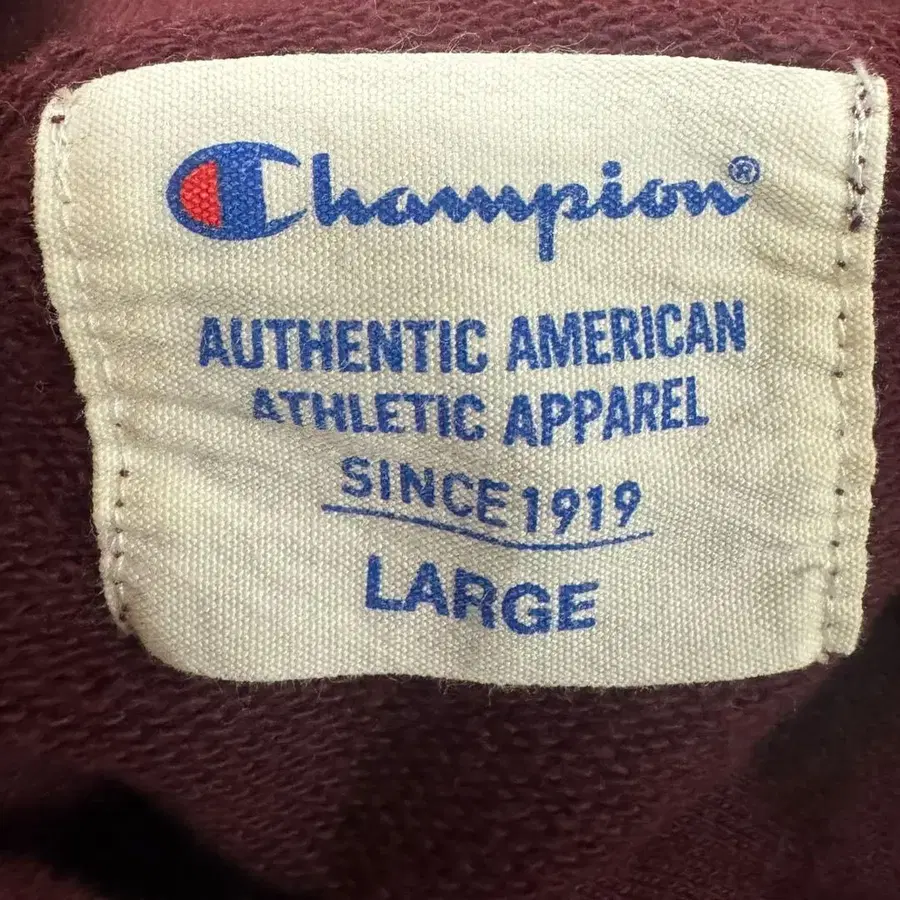 Champion®
AUTHENTIC AMERICAN
ATHLETIC APPAREL
SINCE 1919
LARGE